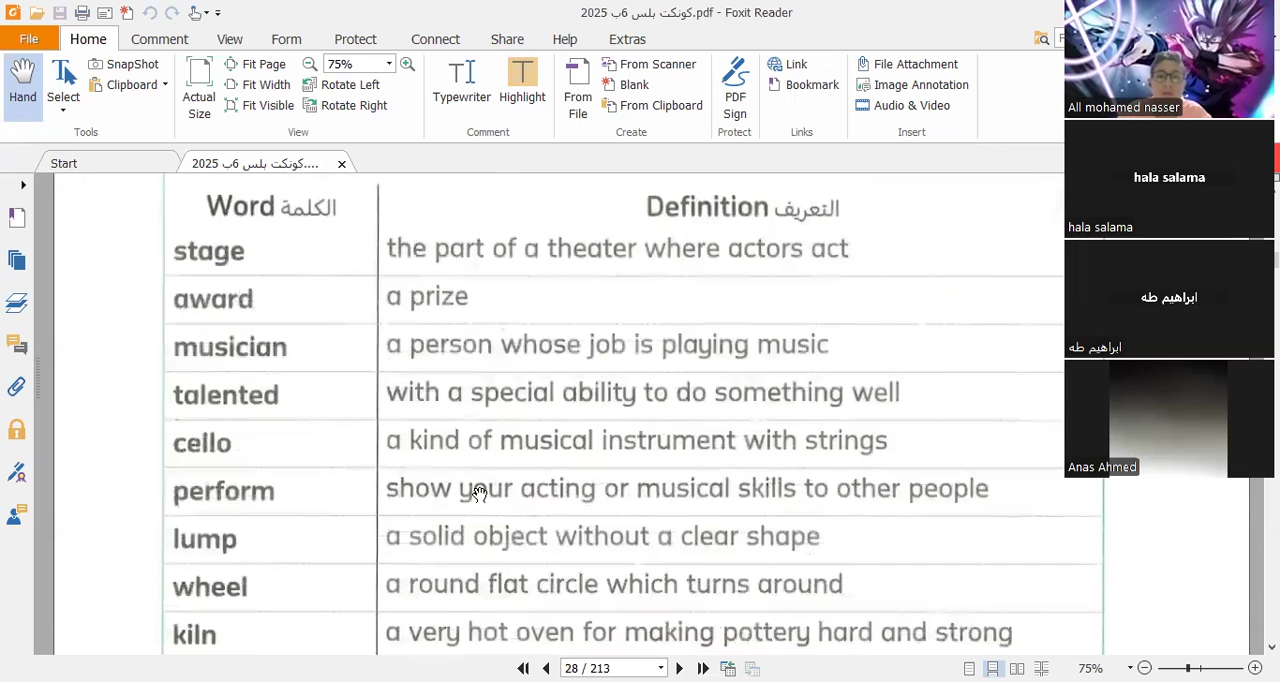 كونكت بلس 6ب 2025.pdf - Foxit Reader
File Home Comment View Form Protect Connect Share Help Extras
Hand
Select
SnapShot
Clipboard
Actual Size
Fit Page
Fit Width
Fit Visible
75%
Rotate Left
Rotate Right
Typewriter
Highlight
From File
From Scanner
Blank
From Clipboard
PDF Sign
Link
Bookmark
File Attachment
Image Annotation
Audio & Video
Tools View Comment Create Protect Links Insert
Start
كونكت بلس 6ب 2025....
Word الكلمة Definition التعريف
stage the part of a theater where actors act
award a prize
musician a person whose job is playing music
talented with a special ability to do something well
cello a kind of musical instrument with strings
perform show your acting or musical skills to other people
lump a solid object without a clear shape
wheel a round flat circle which turns around
kiln a very hot oven for making pottery hard and strong
28 / 213
75%
All mohamed nasser
hala salama
hala salama
ابراهيم طه
ابراهيم طه
Anas Ahmed